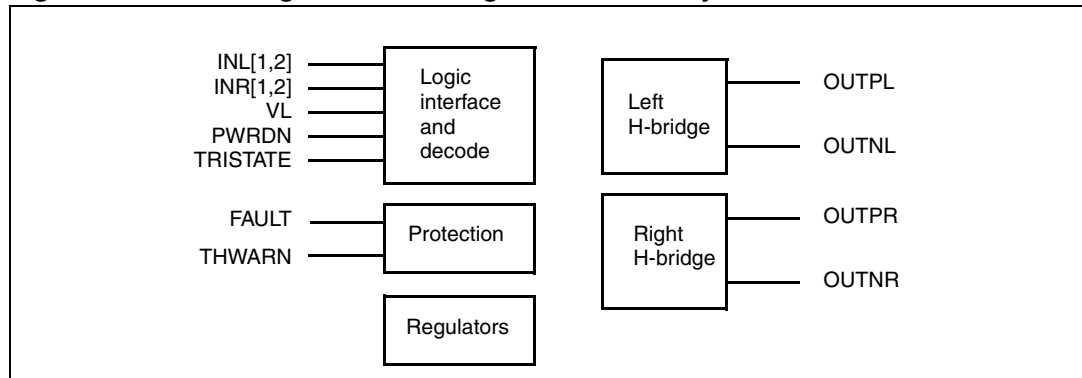 INL[1,2]
INR[1,2]
VL
PWRDN
TRISTATE
Logic
interface
and
decode
FAULT
THWARN
Protection
Regulators
Left
H-bridge
OUTPL
OUTNL
Right
H-bridge
OUTPR
OUTNR